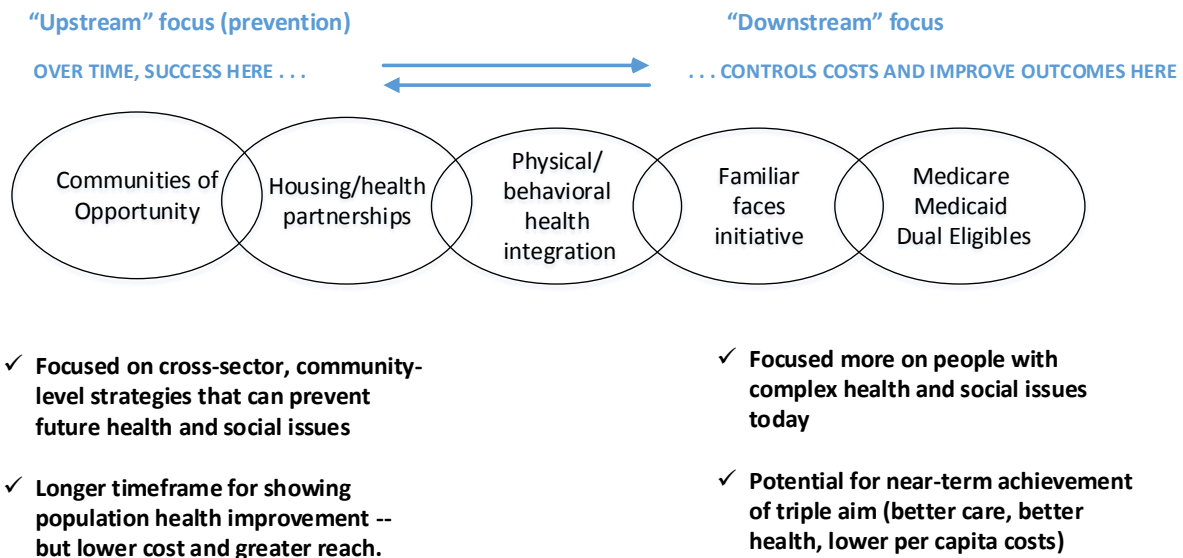 “Upstream” focus (prevention)
“Downstream” focus
OVER TIME, SUCCESS HERE . . .
. . . CONTROLS COSTS AND IMPROVE OUTCOMES HERE
Communities of
Opportunity
Housing/health
partnerships
Physical/
behavioral
health
integration
Familiar
faces
initiative
Medicare
Medicaid
Dual Eligibles
✓ Focused on cross-sector, community-
level strategies that can prevent
future health and social issues
✓ Longer timeframe for showing
population health improvement --
but lower cost and greater reach.
✓ Focused more on people with
complex health and social issues
today
✓ Potential for near-term achievement
of triple aim (better care, better
health, lower per capita costs)